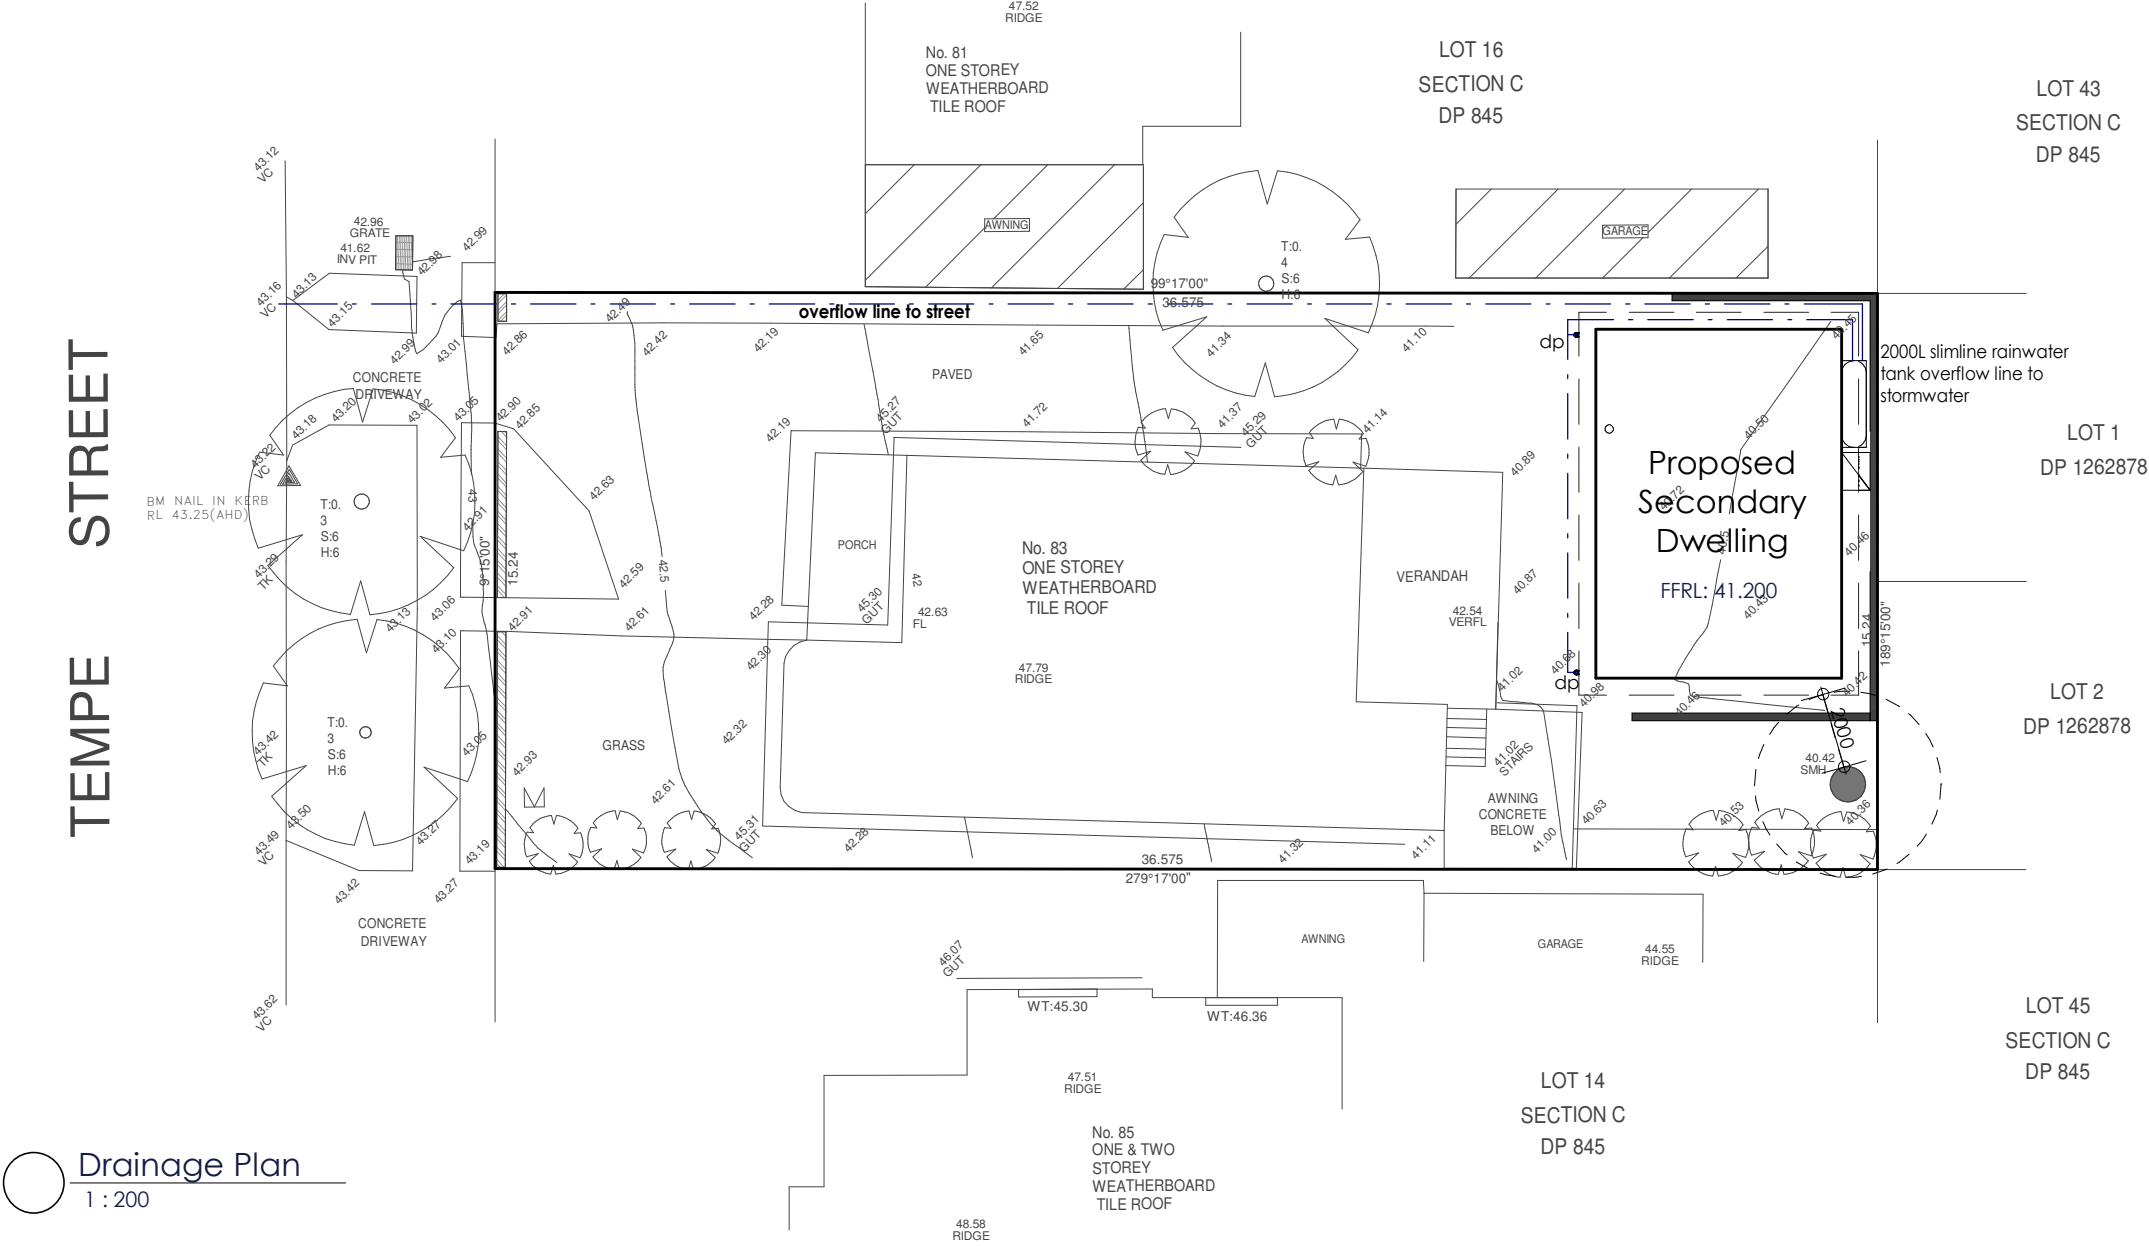 47.52
RIDGE
No. 81
ONE STOREY
WEATHERBOARD
TILE ROOF
LOT 16
SECTION C
DP 845
LOT 43
SECTION C
DP 845
43.12
VC
42.96
GRATE
41.62
INV PIT
42.98
42.99
AWNING
GARAGE
T:0.
4
S:6
H:6
99°17'00"
36.575
43.16
VC
43.13
43.15
42.99
43.01
42.86
42.49
overflow line to street
42.42
42.19
41.65
41.34
41.10
dp
40.45
2000L slimline rainwater
tank overflow line to
stormwater
CONCRETE
DRIVEWAY
PAVED
43.22
VC
43.18
43.20
43.02
43.05
42.90
42.85
42.19
45.27
GUT
41.72
41.37
45.29
GUT
41.14
40.89
40.50
LOT 1
DP 1262878
BM NAIL IN KERB
RL 43.25(AHD)
T:0.
3
S:6
H:6
43
42.91
42.63
9°15'00"
15.24
Proposed
Secondary
Dwelling
40.72
40.5
40.46
FFRL: 41.200
40.43
STREET
TEMPE
43.29
TK
43.13
43.06
43.10
42.91
42.59
42.61
42.5
42.28
42.30
PORCH
45.30
GUT
42
42.63
FL
No. 83
ONE STOREY
WEATHERBOARD
TILE ROOF
47.79
RIDGE
VERANDAH
42.54
VERFL
40.87
15.24
189°15'00"
41.02
40.68
dp
40.98
40.46
40.42
LOT 2
DP 1262878
T:0.
3
S:6
H:6
43.42
TK
43.05
42.93
GRASS
42.61
42.32
45.31
GUT
42.28
41.02
STAIRS
AWNING
CONCRETE
BELOW
2000
40.42
SMH
40.63
40.53
40.36
43.50
43.49
VC
43.27
43.19
43.42
43.27
41.32
41.11
41.00
36.575
279°17'00"
CONCRETE
DRIVEWAY
43.62
VC
46.07
GUT
AWNING
GARAGE
44.55
RIDGE
WT:45.30
WT:46.36
47.51
RIDGE
No. 85
ONE & TWO
STOREY
WEATHERBOARD
TILE ROOF
48.58
RIDGE
LOT 14
SECTION C
DP 845
LOT 45
SECTION C
DP 845
Drainage Plan
1 : 200